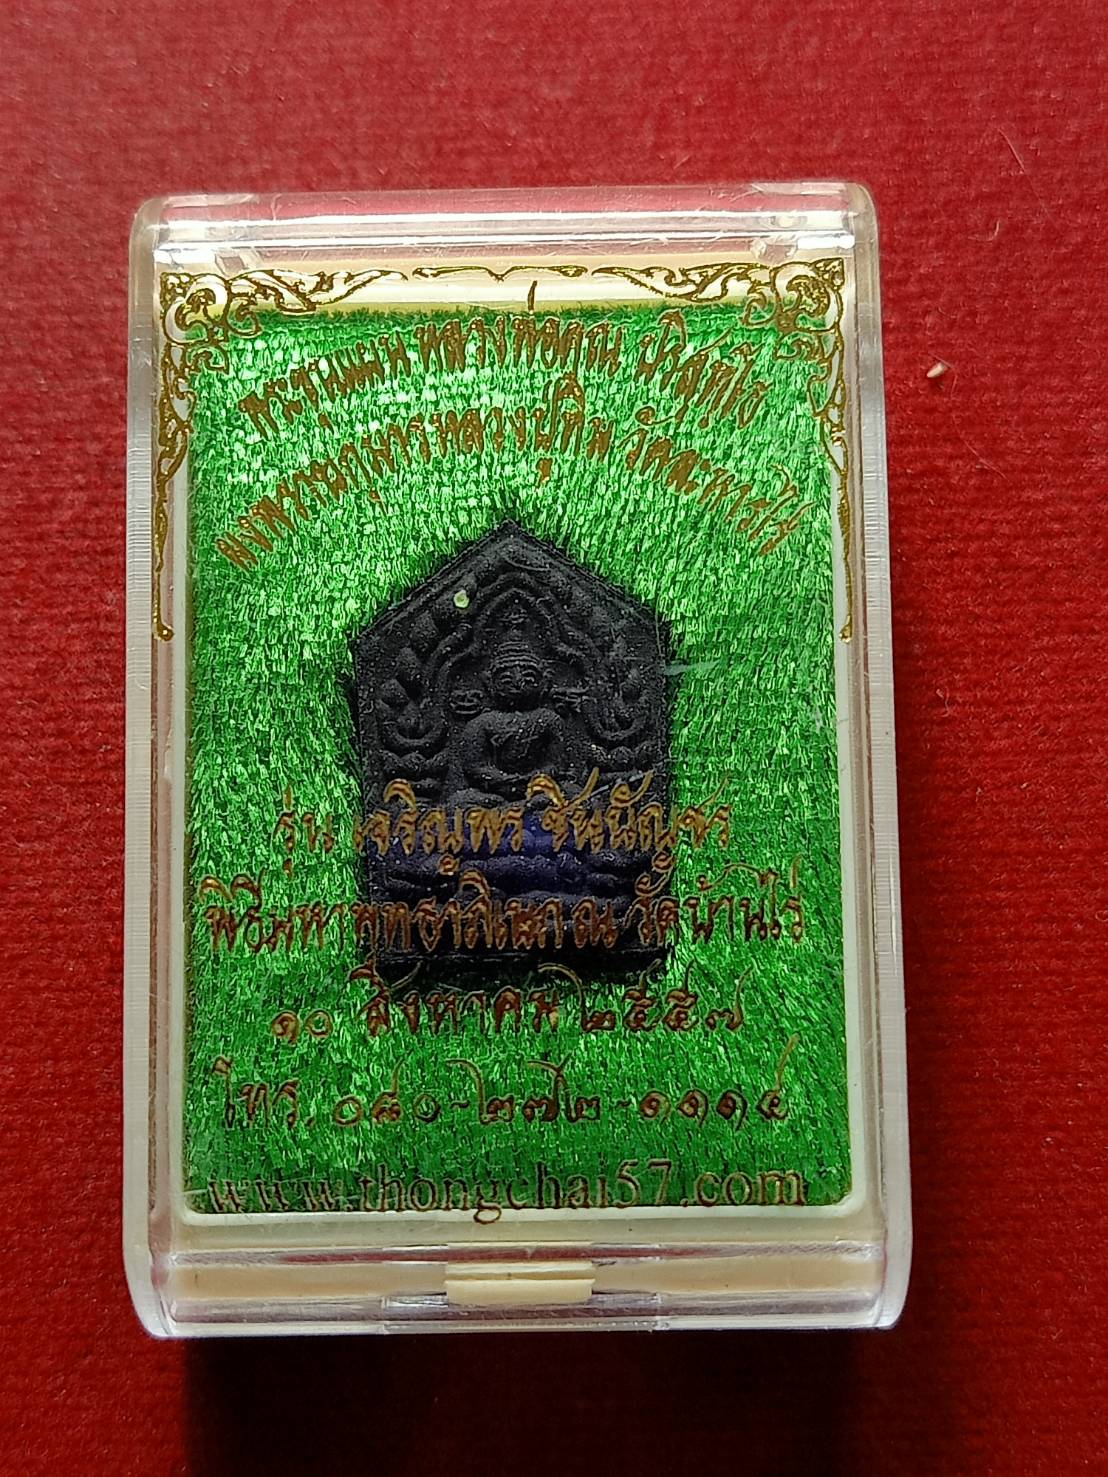 พระขุนแผน หลวงพ่อคูณ ปริสุทฺโธ
ผงพรายกุมารหลวงปู่ทิม วัดละหารไร่
รุ่น เจริญพร ชินบัญชร
พิธีมหาพุทธาภิเษก ณ วัดบ้านไร่
๑๐ สิงหาคม ๒๕๕๗
โทร. ๐๘๐-๒๗๒-๑๑๑๕
www.thongchai57.com